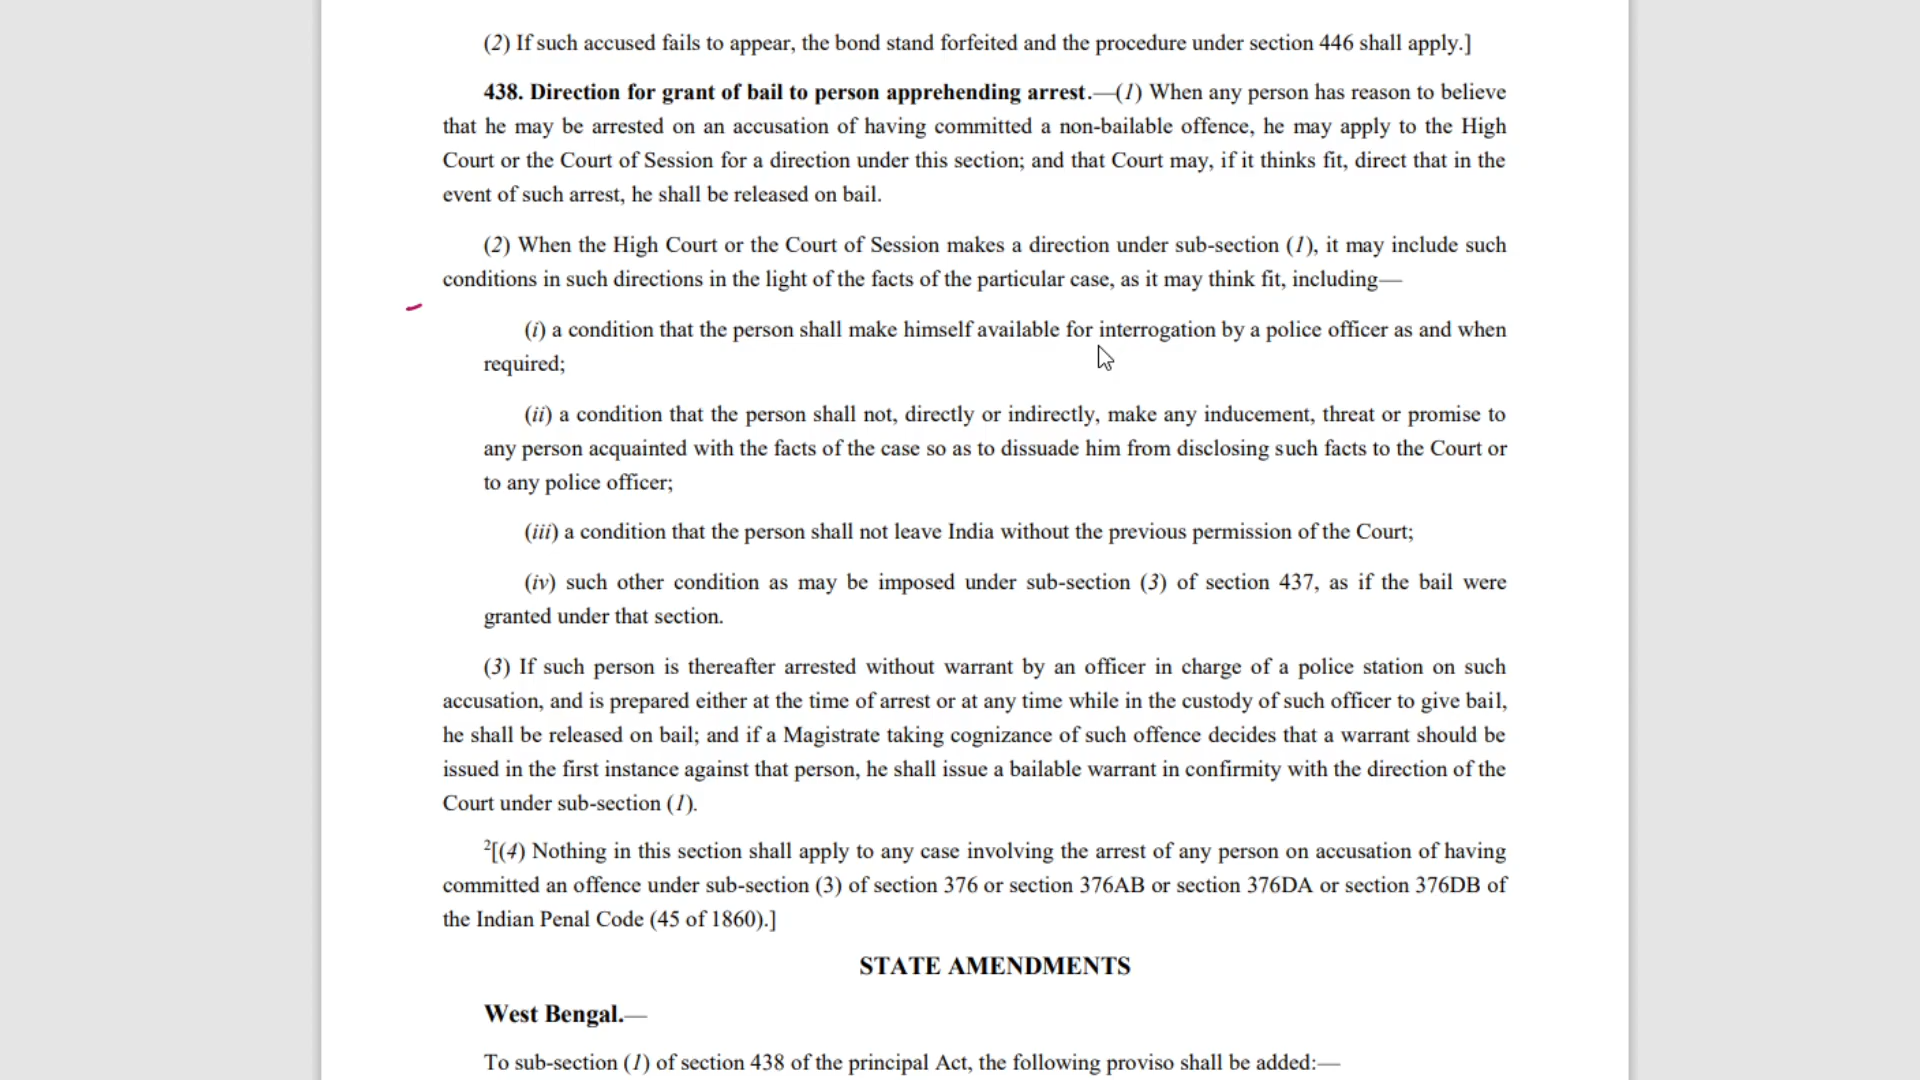 (2) If such accused fails to appear, the bond stand forfeited and the procedure under section 446 shall apply.]
438. Direction for grant of bail to person apprehending arrest.—(1) When any person has reason to believe
that he may be arrested on an accusation of having committed a non-bailable offence, he may apply to the High
Court or the Court of Session for a direction under this section; and that Court may, if it thinks fit, direct that in the
event of such arrest, he shall be released on bail.
(2) When the High Court or the Court of Session makes a direction under sub-section (1), it may include such
conditions in such directions in the light of the facts of the particular case, as it may think fit, including—
(i) a condition that the person shall make himself available for interrogation by a police officer as and when
required;
(ii) a condition that the person shall not, directly or indirectly, make any inducement, threat or promise to
any person acquainted with the facts of the case so as to dissuade him from disclosing such facts to the Court or
to any police officer;
(iii) a condition that the person shall not leave India without the previous permission of the Court;
(iv) such other condition as may be imposed under sub-section (3) of section 437, as if the bail were
granted under that section.
(3) If such person is thereafter arrested without warrant by an officer in charge of a police station on such
accusation, and is prepared either at the time of arrest or at any time while in the custody of such officer to give bail,
he shall be released on bail; and if a Magistrate taking cognizance of such offence decides that a warrant should be
issued in the first instance against that person, he shall issue a bailable warrant in confirmity with the direction of the
Court under sub-section (1).
2[(4) Nothing in this section shall apply to any case involving the arrest of any person on accusation of having
committed an offence under sub-section (3) of section 376 or section 376AB or section 376DA or section 376DB of
the Indian Penal Code (45 of 1860).]
STATE AMENDMENTS
West Bengal.—
To sub-section (1) of section 438 of the principal Act, the following proviso shall be added:—